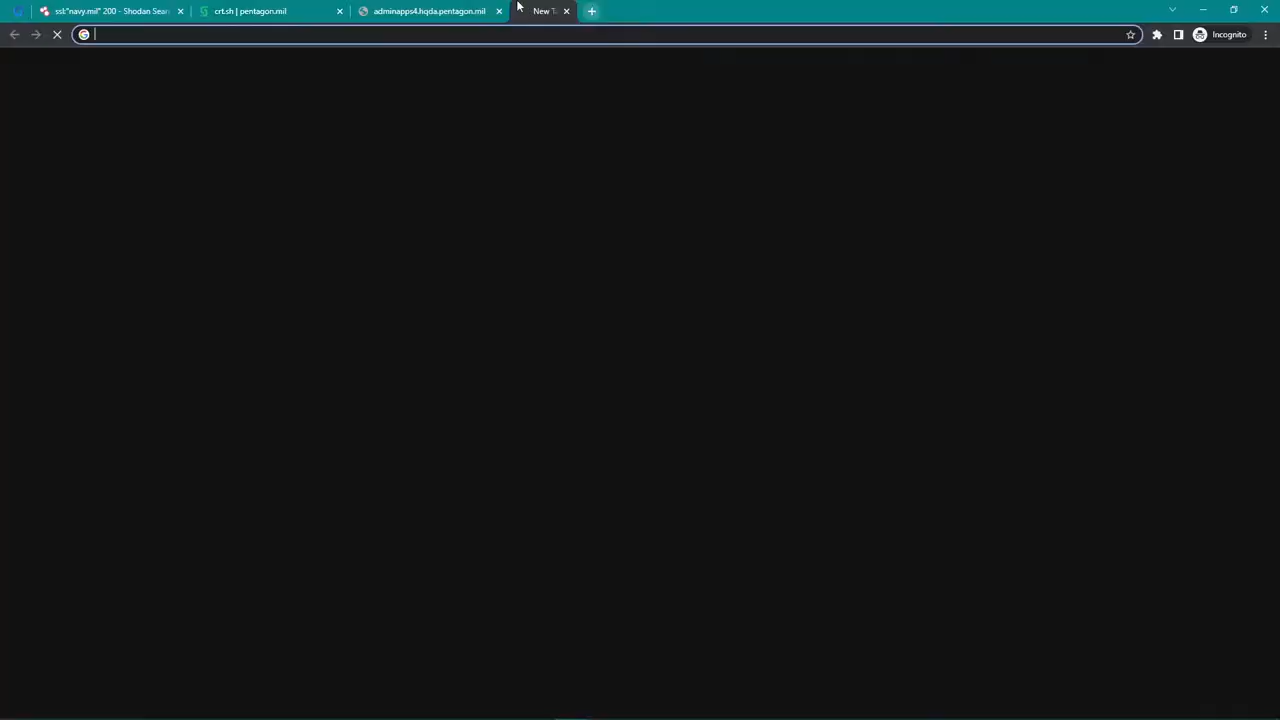 ssl:"navy.mil" 200 - Shodan Sear
crt.sh | pentagon.mil
adminapps4.hqda.pentagon.mil
New T
Incognito